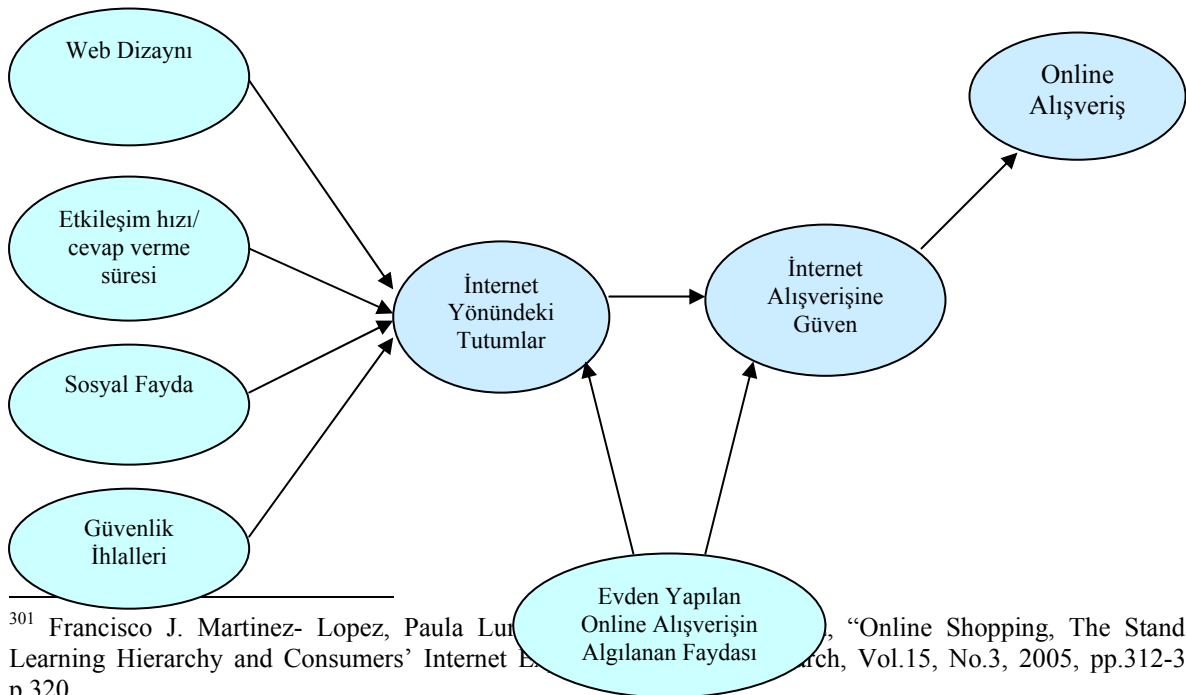 Web Dizaynı
Online
Alışveriş
Etkileşim hızı/
cevap verme
süresi
İnternet
Yönündeki
Tutumlar
İnternet
Alışverişine
Güven
Sosyal Fayda
Güvenlik
İhlalleri
Evden Yapılan
Online Alışverişin
Algılanan Faydası
301 Francisco J. Martinez- Lopez, Paula , “Online Shopping, The Stand
Learning Hierarchy and Consumers’ Internet Vol.15, No.3, 2005, pp.312-3
p.320